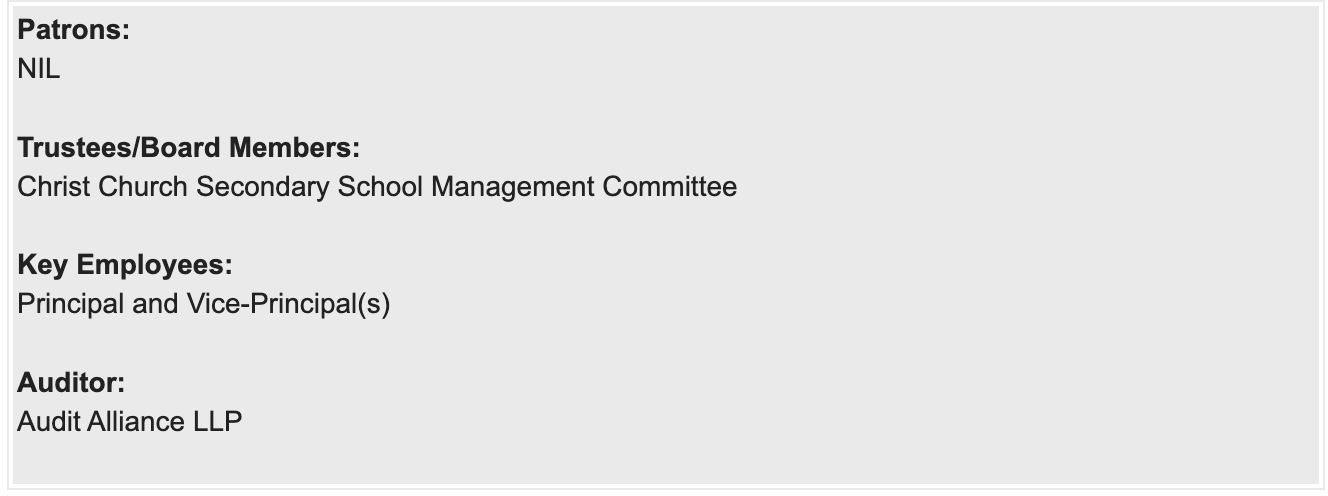 Patrons:
NIL
Trustees/Board Members:
Christ Church Secondary School Management Committee
Key Employees:
Principal and Vice-Principal(s)
Auditor:
Audit Alliance LLP